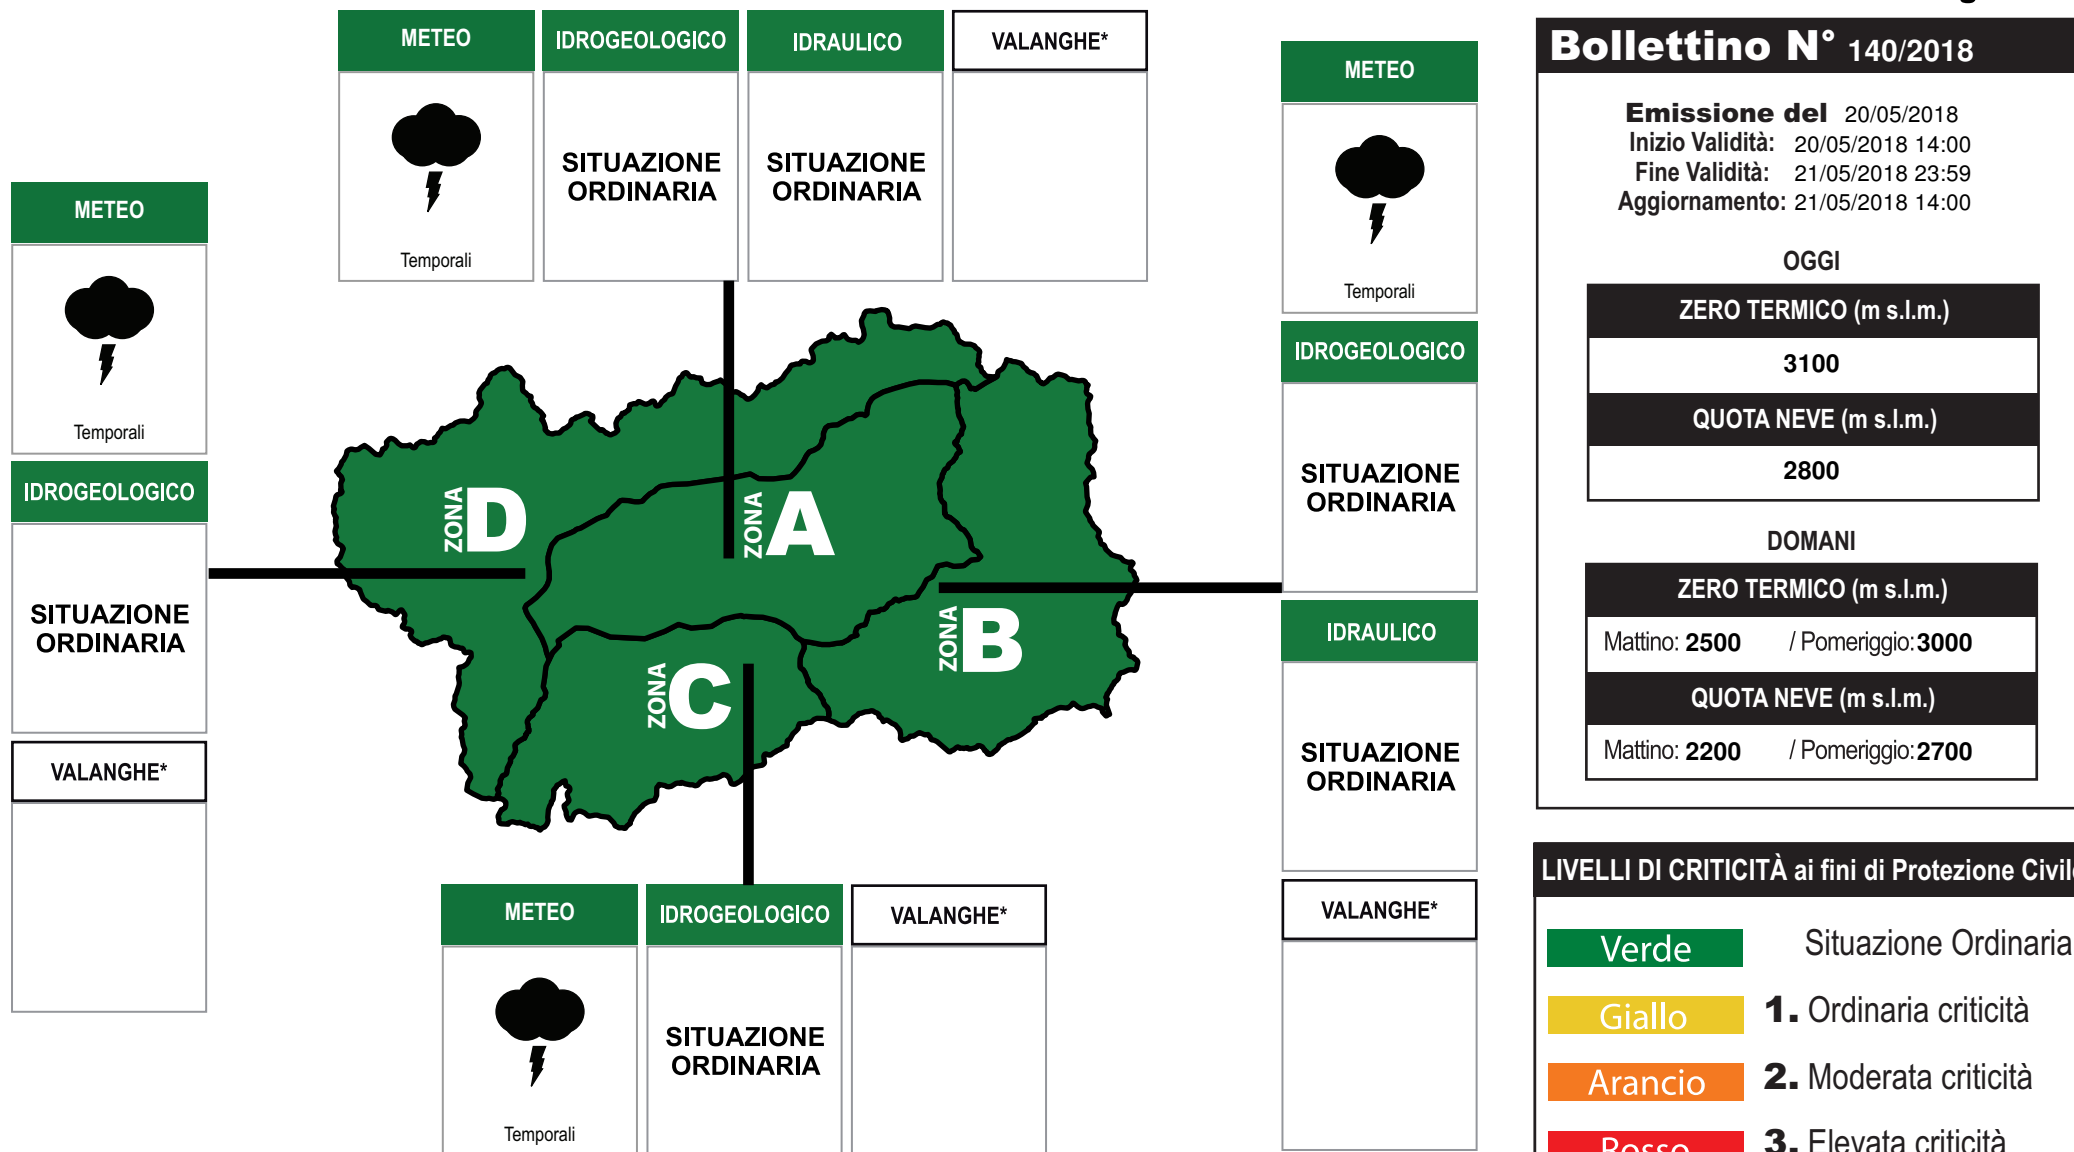 METEO
IDROGEOLOGICO
IDRAULICO
VALANGHE*
Temporali
SITUAZIONE
ORDINARIA
SITUAZIONE
ORDINARIA
METEO
Temporali
IDROGEOLOGICO
SITUAZIONE
ORDINARIA
VALANGHE*
ZONA D
ZONA A
ZONA B
ZONA C
METEO
IDROGEOLOGICO
VALANGHE*
Temporali
SITUAZIONE
ORDINARIA
METEO
Temporali
IDROGEOLOGICO
SITUAZIONE
ORDINARIA
IDRAULICO
SITUAZIONE
ORDINARIA
VALANGHE*
Bollettino N° 140/2018
Emissione del 20/05/2018
Inizio Validità: 20/05/2018 14:00
Fine Validità: 21/05/2018 23:59
Aggiornamento: 21/05/2018 14:00
OGGI
ZERO TERMICO (m s.l.m.)
3100
QUOTA NEVE (m s.l.m.)
2800
DOMANI
ZERO TERMICO (m s.l.m.)
Mattino: 2500 / Pomeriggio: 3000
QUOTA NEVE (m s.l.m.)
Mattino: 2200 / Pomeriggio: 2700
LIVELLI DI CRITICITÀ ai fini di Protezione Civile
Verde Situazione Ordinaria
Giallo 1. Ordinaria criticità
Arancio 2. Moderata criticità
Rosso 3. Elevata criticità